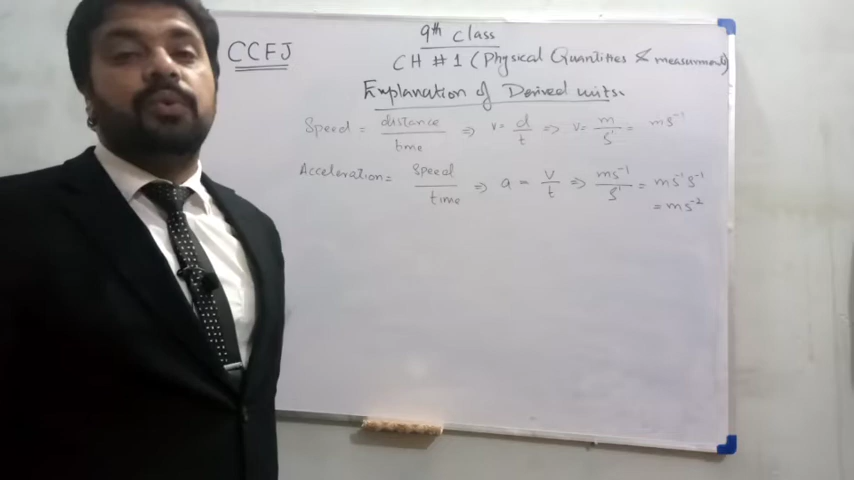 CCFJ
9th class
CH # 1 (Physical Quantities & measurment)
Explanation of Derived units.
Speed = distance / time ⇒ v = d / t ⇒ v = m / s¹ = ms⁻¹
Acceleration = speed / time ⇒ a = v / t ⇒ ms⁻¹ / s¹ = ms⁻¹s⁻¹
= ms⁻²